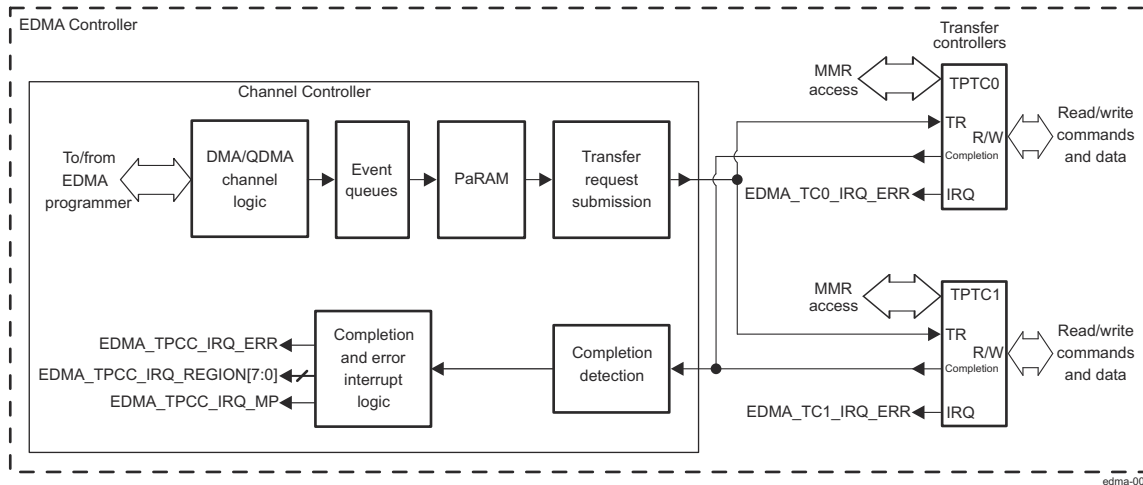 EDMA Controller
Transfer
controllers
Channel Controller
To/from
EDMA
programmer
DMA/QDMA
channel
logic
Event
queues
PaRAM
Transfer
request
submission
MMR
access
TPTC0
TR
R/W
Completion
IRQ
Read/write
commands
and data
EDMA_TC0_IRQ_ERR
EDMA_TPCC_IRQ_ERR
EDMA_TPCC_IRQ_REGION[7:0]
EDMA_TPCC_IRQ_MP
Completion
and error
interrupt
logic
Completion
detection
MMR
access
TPTC1
TR
R/W
Completion
IRQ
Read/write
commands
and data
EDMA_TC1_IRQ_ERR